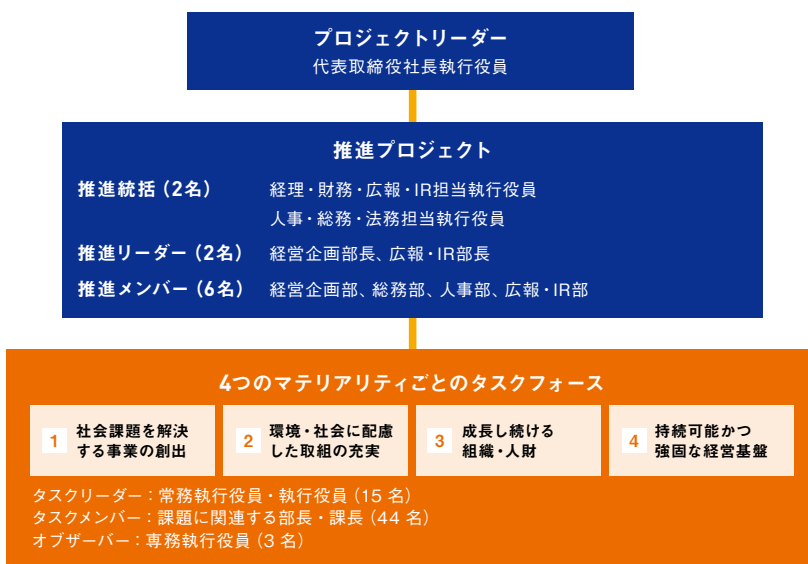 プロジェクトリーダー
代表取締役社長執行役員
推進プロジェクト
推進統括（2名） 経理・財務・広報・IR担当執行役員
人事・総務・法務担当執行役員
推進リーダー（2名） 経営企画部長、広報・IR部長
推進メンバー（6名） 経営企画部、総務部、人事部、広報・IR部
4つのマテリアリティごとのタスクフォース
1 社会課題を解決
する事業の創出
2 環境・社会に配慮
した取組の充実
3 成長し続ける
組織・人財
4 持続可能かつ
強固な経営基盤
タスクリーダー：常務執行役員・執行役員（15 名）
タスクメンバー：課題に関連する部長・課長（44 名）
オブザーバー：専務執行役員（3 名）